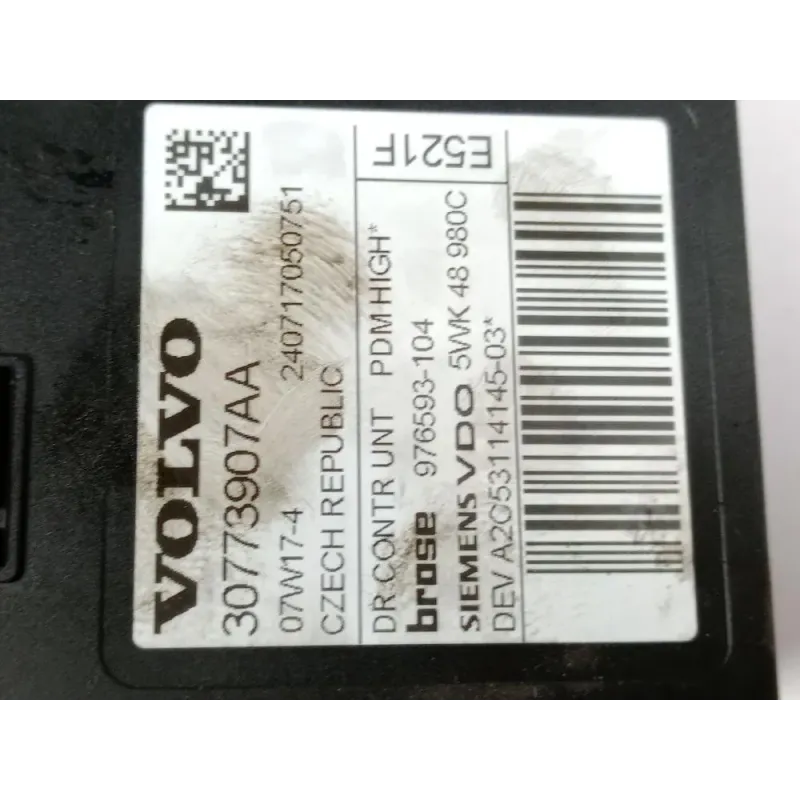 VOLVO
30773907AA
07W17-4 240717050751
CZECH REPUBLIC
DR.CONTR UNT PDM HIGH*
brose 976593-104
SIEMENS VDO 5WK 48 980C
DEV A2C53114145-03*
E521F